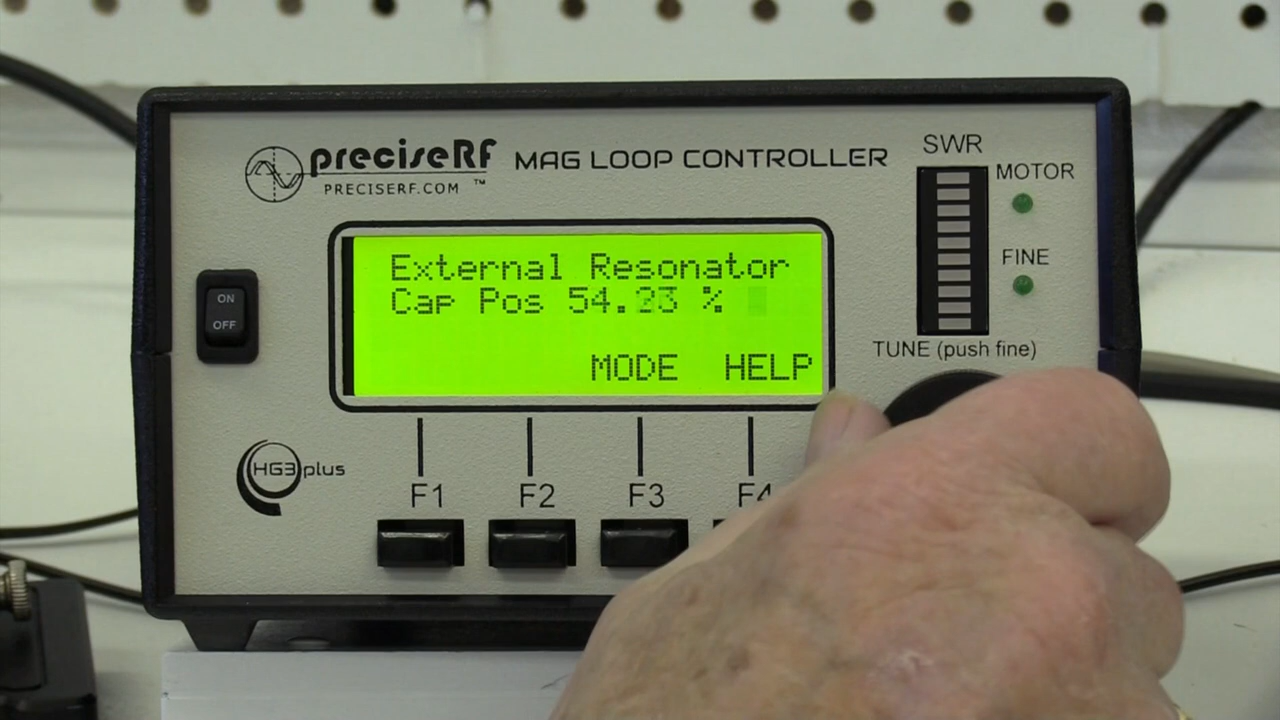 preciseRF
PRECISERF.COM ™
MAG LOOP CONTROLLER
SWR
MOTOR
FINE
ON
OFF
External Resonator
Cap Pos 54. %
MODE HELP
TUNE (push fine)
HG3plus
F1 F2 F3 F4